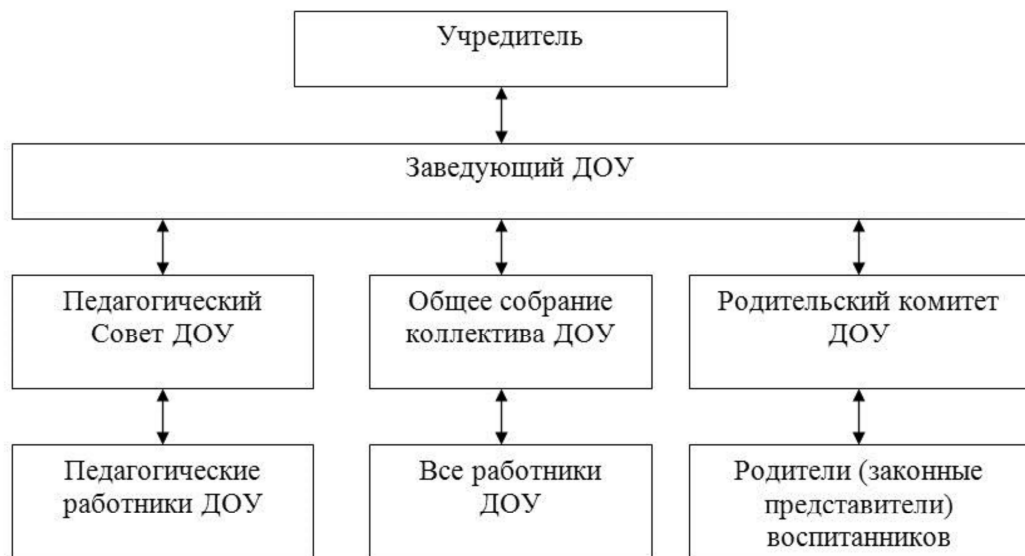 Учредитель
Заведующий ДОУ
Педагогический
Совет ДОУ
Общее собрание
коллектива ДОУ
Родительский комитет
ДОУ
Педагогические
работники ДОУ
Все работники
ДОУ
Родители (законные
представители)
воспитанников